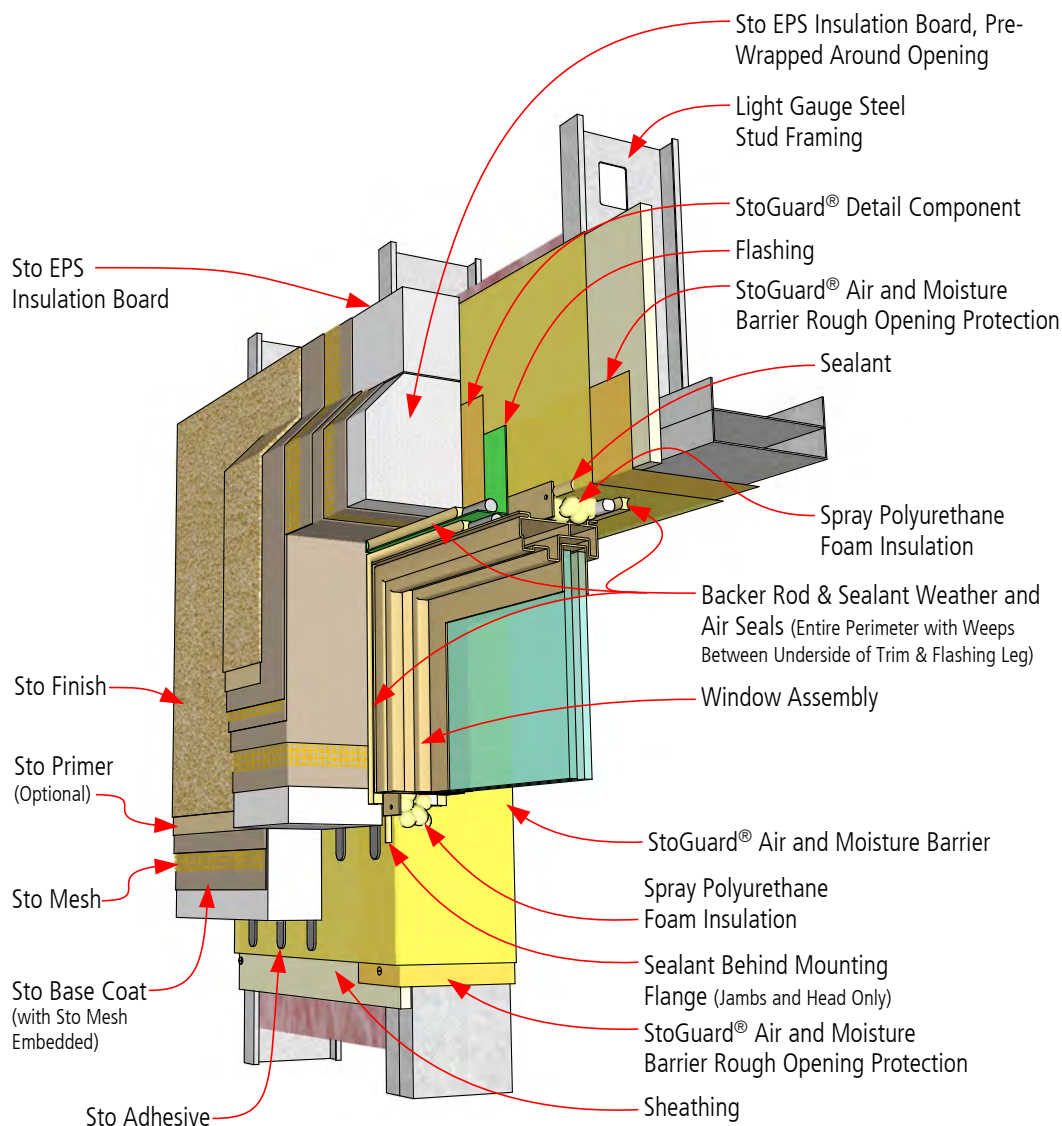 Sto EPS Insulation Board, Pre-
Wrapped Around Opening
Light Gauge Steel
Stud Framing
StoGuard® Detail Component
Flashing
StoGuard® Air and Moisture
Barrier Rough Opening Protection
Sealant
Spray Polyurethane
Foam Insulation
Backer Rod & Sealant Weather and
Air Seals (Entire Perimeter with Weeps
Between Underside of Trim & Flashing Leg)
Window Assembly
StoGuard® Air and Moisture Barrier
Spray Polyurethane
Foam Insulation
Sealant Behind Mounting
Flange (Jambs and Head Only)
StoGuard® Air and Moisture
Barrier Rough Opening Protection
Sheathing
Sto EPS
Insulation Board
Sto Finish
Sto Primer
(Optional)
Sto Mesh
Sto Base Coat
(with Sto Mesh
Embedded)
Sto Adhesive